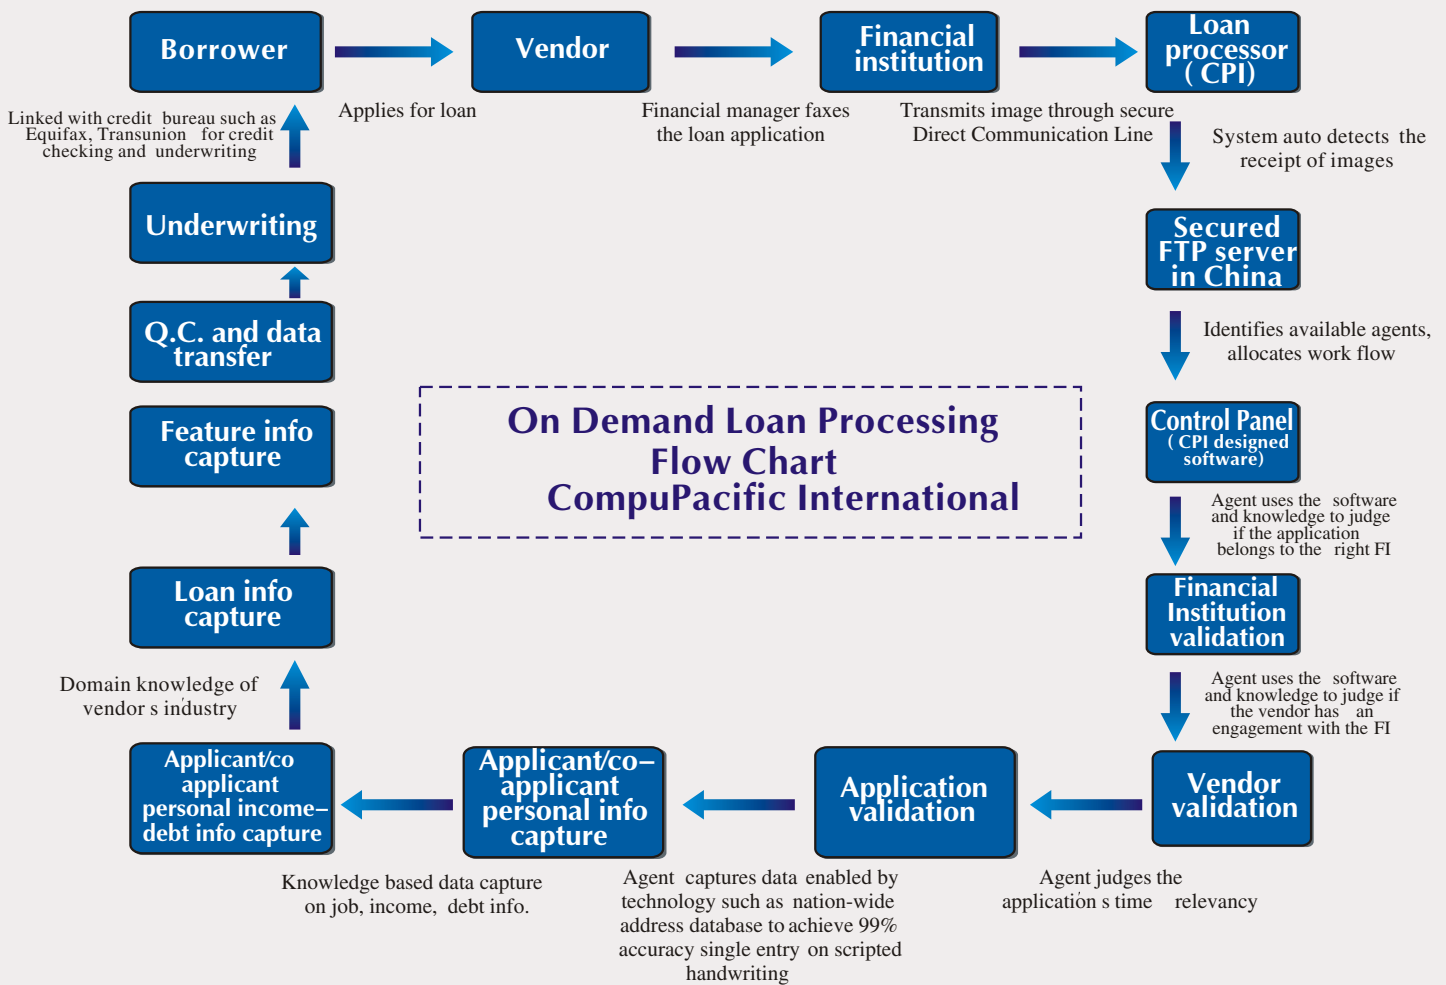 Borrower
Vendor
Financial
institution
Loan
processor
( CPI)
Linked with credit bureau such as
Equifax, Transunion for credit
checking and underwriting
Applies for loan
Financial manager faxes
the loan application
Transmits image through secure
Direct Communication Line
System auto detects the
receipt of images
Underwriting
Secured
FTP server
in China
Q.C. and data
transfer
Identifies available agents,
allocates work flow
On Demand Loan Processing
Flow Chart
CompuPacific International
Feature info
capture
Control Panel
( CPI designed
software)
Agent uses the software
and knowledge to judge
if the application
belongs to the right FI
Loan info
capture
Financial
Institution
validation
Domain knowledge of
vendor s industry
Agent uses the software
and knowledge to judge if
the vendor has an
engagement with the FI
Applicant/co
applicant
personal income–
debt info capture
Applicant/co–
applicant
personal info
capture
Application
validation
Vendor
validation
Knowledge based data capture
on job, income, debt info.
Agent captures data enabled by
technology such as nation-wide
address database to achieve 99%
accuracy single entry on scripted
handwriting
Agent judges the
application's time relevancy